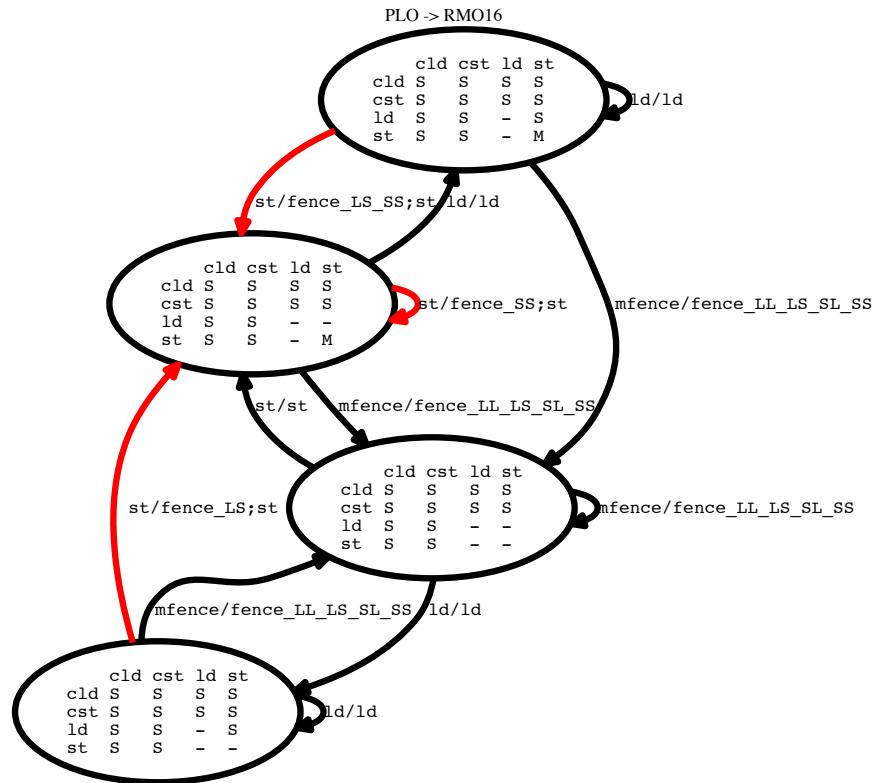 PLO -> RMO16
cld cst ld st
cld S S S S
cst S S S S
ld S S - S
st S S - M
ld/ld
st/fence_LS_SS;st
ld/ld
cld cst ld st
cld S S S S
cst S S S S
ld S S - -
st S S - M
st/fence_SS;st
mfence/fence_LL_LS_SL_SS
st/st
mfence/fence_LL_LS_SL_SS
cld cst ld st
cld S S S S
cst S S S S
ld S S - -
st S S - -
mfence/fence_LL_LS_SL_SS
st/fence_LS;st
mfence/fence_LL_LS_SL_SS
ld/ld
cld cst ld st
cld S S S S
cst S S S S
ld S S - S
st S S - -
ld/ld